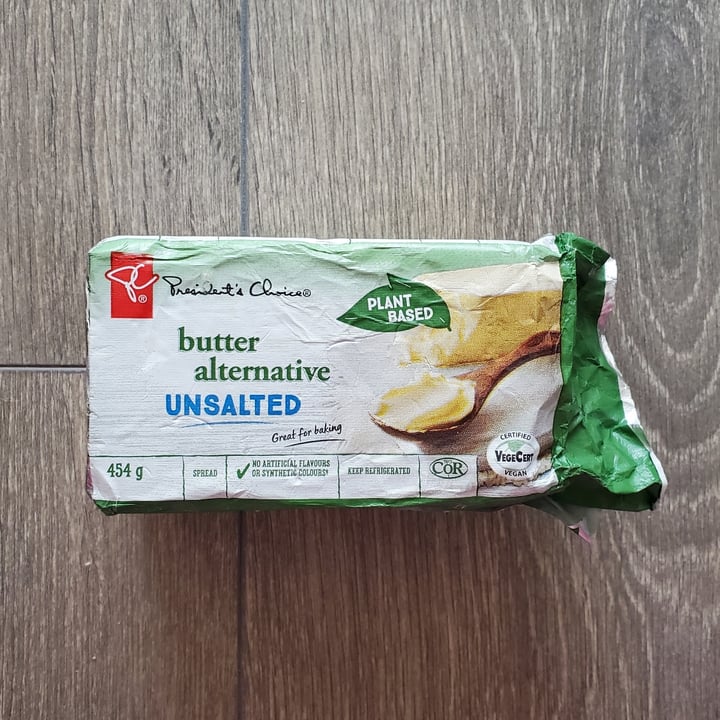 PC®
President's Choice®
PLANT
BASED
butter
alternative
UNSALTED
Great for baking
454 g
SPREAD
NO ARTIFICIAL FLAVOURS
OR SYNTHETIC COLOURS
KEEP REFRIGERATED
COR
CERTIFIED
VEGECERT
VEGAN